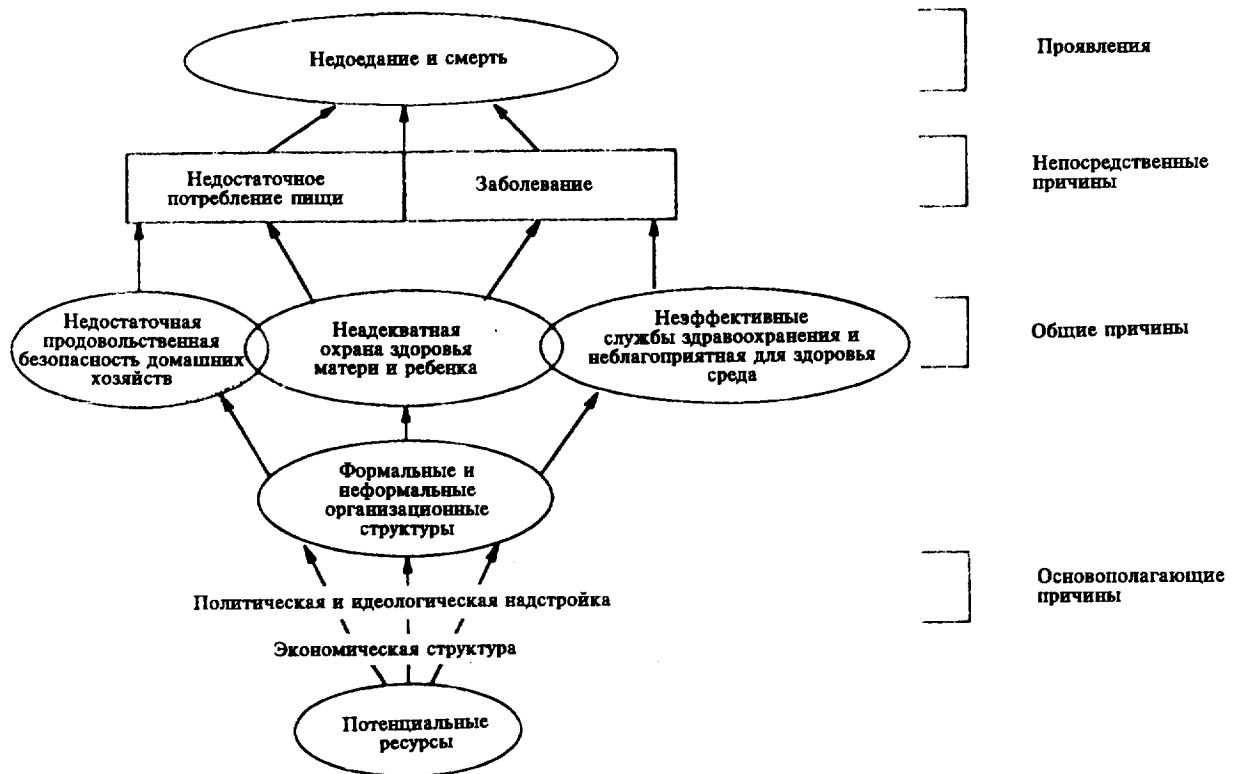 Недоедание и смерть
Проявления
Недостаточное
потребление пищи
Заболевание
Непосредственные
причины
Недостаточная
продовольственная
безопасность домашних
хозяйств
Неадекватная
охрана здоровья
матери и ребенка
Неэффективные
службы здравоохранения и
неблагоприятная для здоровья
среда
Общие причины
Формальные и
неформальные
организационные
структуры
Политическая и идеологическая надстройка
Экономическая структура
Основополагающие
причины
Потенциальные
ресурсы